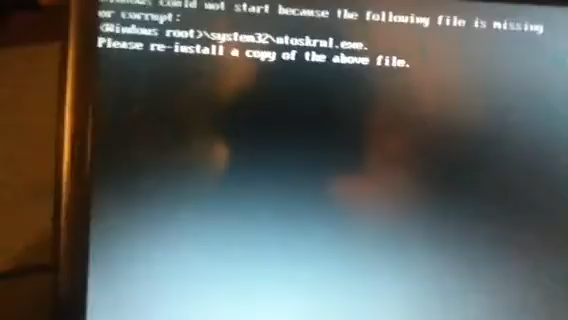 Windows could not start because the following file is missing
or corrupt:
<Windows root>\system32\ntoskrnl.exe.
Please re-install a copy of the above file.